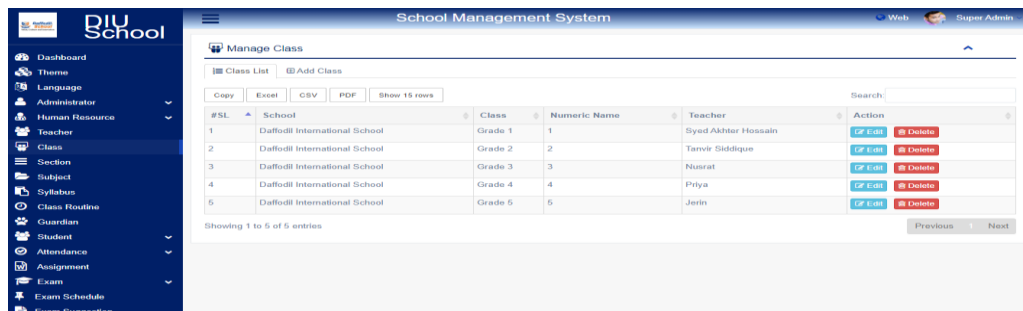 DIU
School
School Management System
Web Super Admin
Manage Class
Dashboard
Theme
Language
Administrator
Human Resource
Teacher
Class
Section
Subject
Syllabus
Class Routine
Guardian
Student
Attendance
Assignment
Exam
Exam Schedule
Class List Add Class
Copy Excel CSV PDF Show 15 rows Search:
#SL School Class Numeric Name Teacher Action
1 Daffodil International School Grade 1 1 Syed Akhter Hossain Edit Delete
2 Daffodil International School Grade 2 2 Tanvir Siddique Edit Delete
3 Daffodil International School Grade 3 3 Nusrat Edit Delete
4 Daffodil International School Grade 4 4 Priya Edit Delete
5 Daffodil International School Grade 5 5 Jerin Edit Delete
Showing 1 to 5 of 5 entries Previous 1 Next